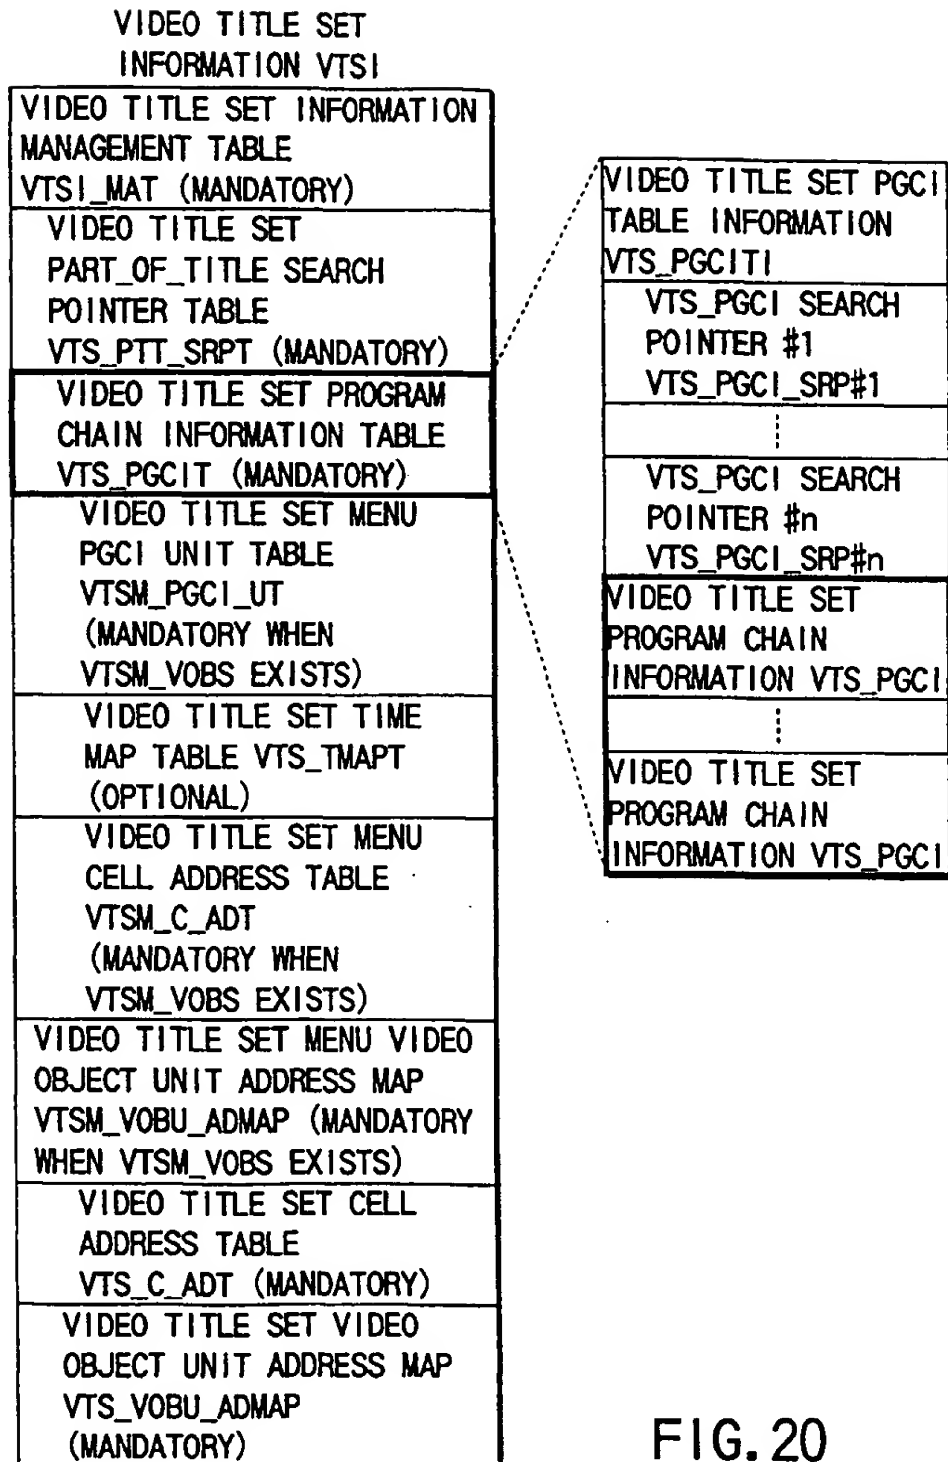 VIDEO TITLE SET
INFORMATION VTSI
VIDEO TITLE SET INFORMATION
MANAGEMENT TABLE
VTSI_MAT (MANDATORY)
VIDEO TITLE SET
PART_OF_TITLE SEARCH
POINTER TABLE
VTS_PTT_SRPT (MANDATORY)
VIDEO TITLE SET PROGRAM
CHAIN INFORMATION TABLE
VTS_PGCIT (MANDATORY)
VIDEO TITLE SET MENU
PGCI UNIT TABLE
VTSM_PGCI_UT
(MANDATORY WHEN
VTSM_VOBS EXISTS)
VIDEO TITLE SET TIME
MAP TABLE VTS_TMAPT
(OPTIONAL)
VIDEO TITLE SET MENU
CELL ADDRESS TABLE
VTSM_C_ADT
(MANDATORY WHEN
VTSM_VOBS EXISTS)
VIDEO TITLE SET MENU VIDEO
OBJECT UNIT ADDRESS MAP
VTSM_VOBU_ADMAP (MANDATORY
WHEN VTSM_VOBS EXISTS)
VIDEO TITLE SET CELL
ADDRESS TABLE
VTS_C_ADT (MANDATORY)
VIDEO TITLE SET VIDEO
OBJECT UNIT ADDRESS MAP
VTS_VOBU_ADMAP
(MANDATORY)
VIDEO TITLE SET PGCI
TABLE INFORMATION
VTS_PGCITI
VTS_PGCI SEARCH
POINTER #1
VTS_PGCI_SRP#1
VTS_PGCI SEARCH
POINTER #n
VTS_PGCI_SRP#n
VIDEO TITLE SET
PROGRAM CHAIN
INFORMATION VTS_PGCI
VIDEO TITLE SET
PROGRAM CHAIN
INFORMATION VTS_PGCI
FIG. 20